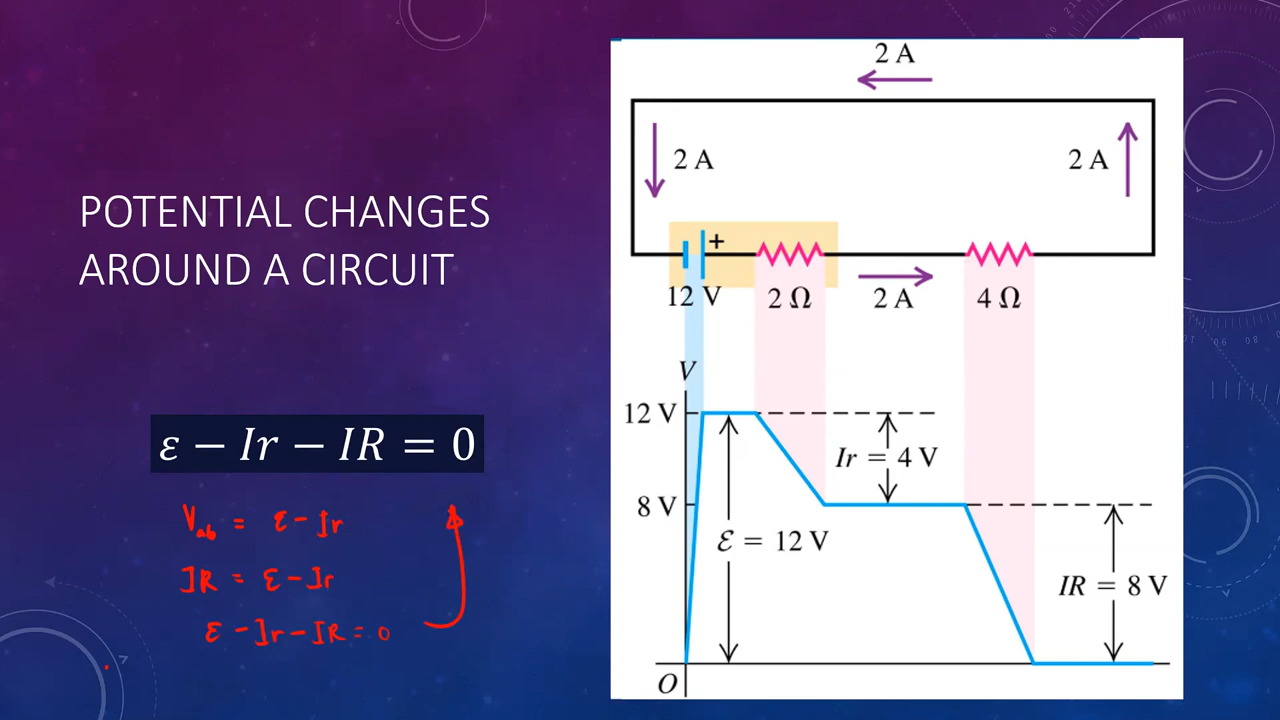 POTENTIAL CHANGES
AROUND A CIRCUIT
ε − Ir − IR = 0
V_ab = ε − Ir
IR = ε − Ir
ε − Ir − IR = 0
2 A
2 A
2 A
+
12 V
2 Ω
2 A
4 Ω
V
12 V
Ir = 4 V
8 V
ℰ = 12 V
IR = 8 V
O